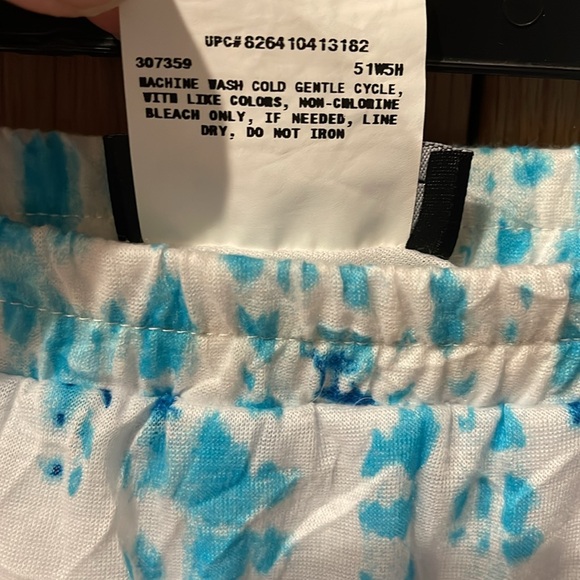 UPC#826410413182
307359 51W5H
MACHINE WASH COLD GENTLE CYCLE,
WITH LIKE COLORS, NON-CHLORINE
BLEACH ONLY, IF NEEDED, LINE
DRY, DO NOT IRON